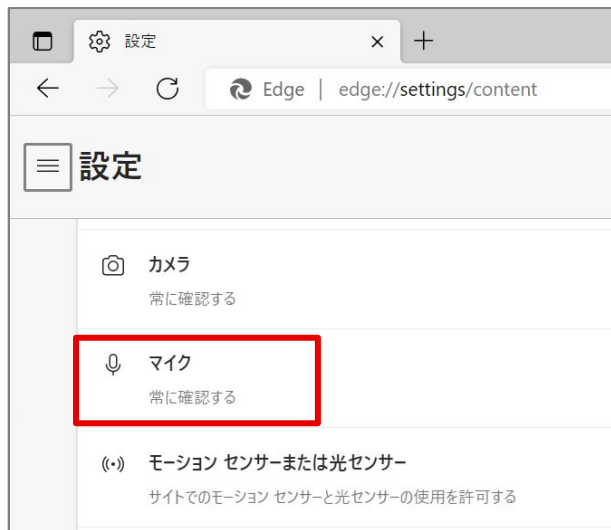 設定
Edge | edge://settings/content
設定
カメラ
常に確認する
マイク
常に確認する
モーション センサーまたは光センサー
サイトでのモーション センサーと光センサーの使用を許可する